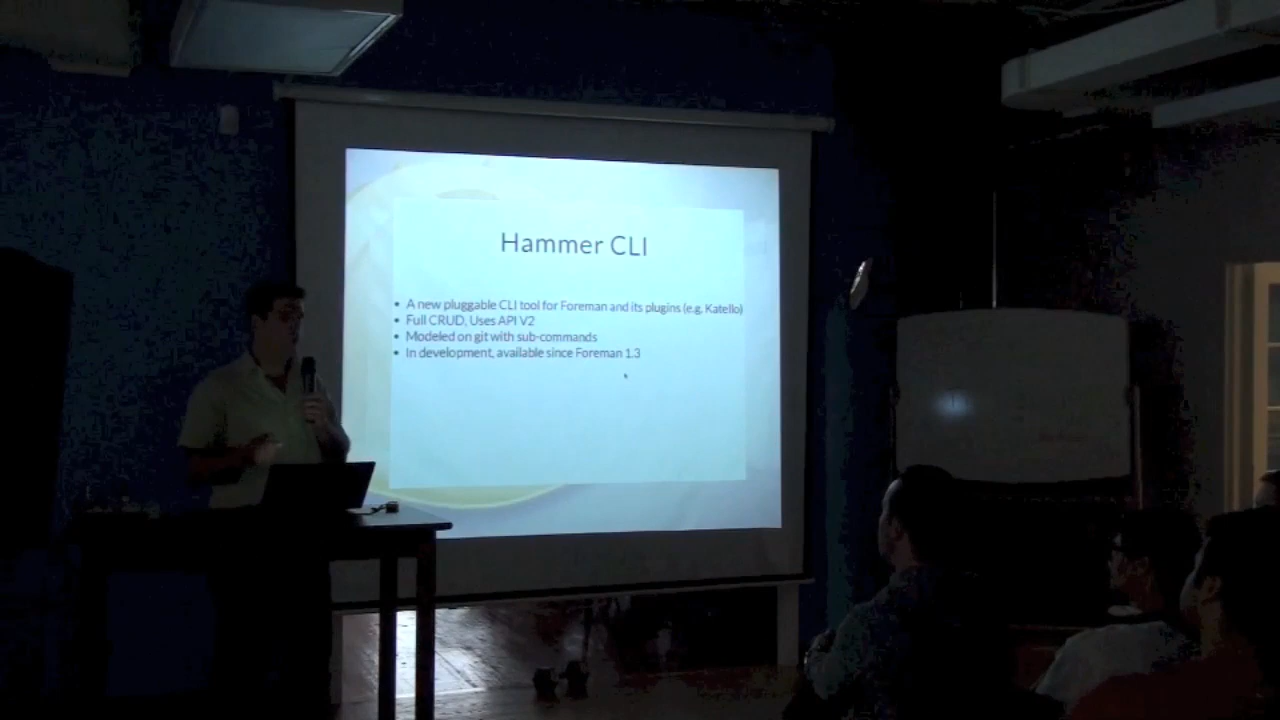 Hammer CLI
• A new pluggable CLI tool for Foreman and its plugins (e.g. Katello)
• Full CRUD, Uses API V2
• Modeled on git with sub-commands
• In development, available since Foreman 1.3